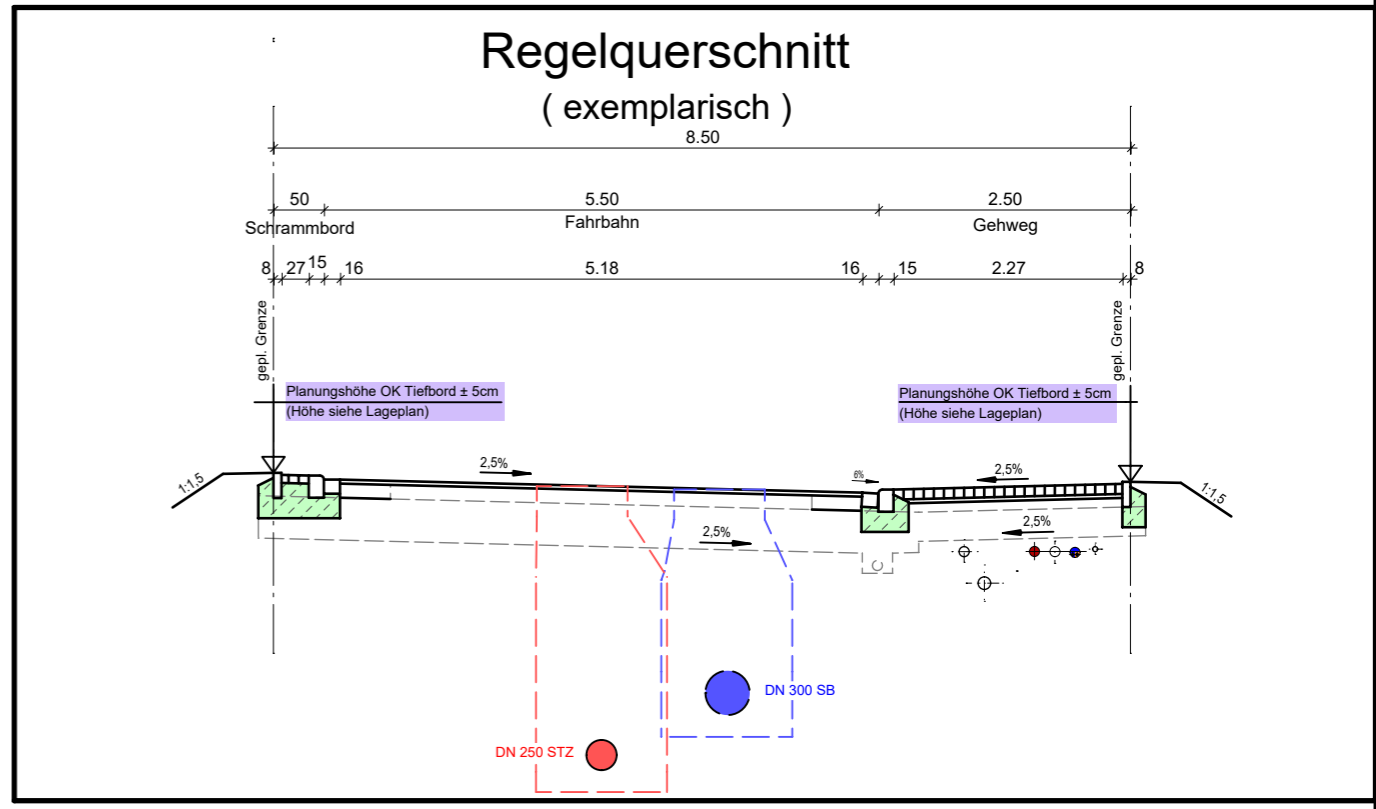 Regelquerschnitt
( exemplarisch )
8.50
50 5.50 2.50
Schrammbord Fahrbahn Gehweg
8 27 15 16 5.18 16 15 2.27 8
gepl. Grenze
gepl. Grenze
Planungshöhe OK Tiefbord ± 5cm
(Höhe siehe Lageplan)
Planungshöhe OK Tiefbord ± 5cm
(Höhe siehe Lageplan)
1:1,5 2,5% 6% 2,5% 1:1,5
2,5% 2,5%
DN 300 SB
DN 250 STZ